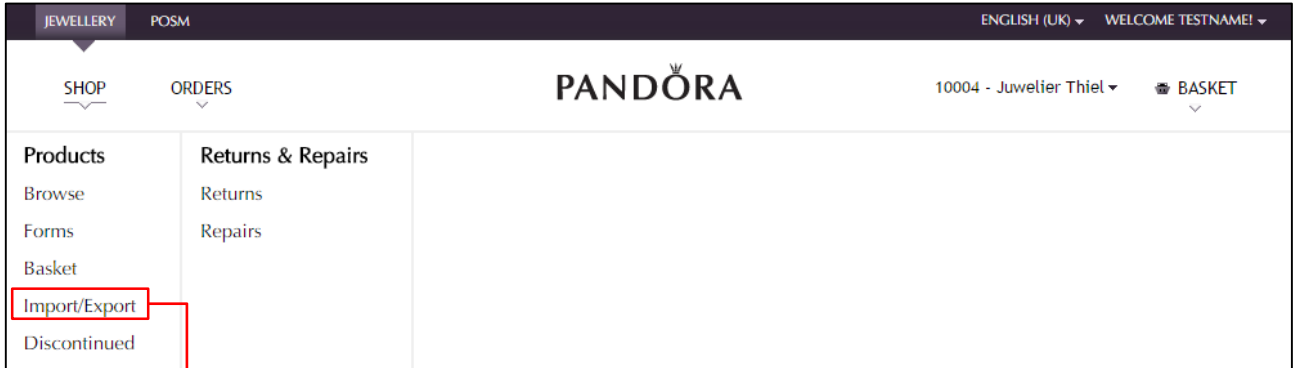 JEWELLERY POSM ENGLISH (UK) WELCOME TESTNAME!
SHOP ORDERS PANDÖRA 10004 - Juwelier Thiel BASKET
Products Returns & Repairs
Browse Returns
Forms Repairs
Basket
Import/Export
Discontinued